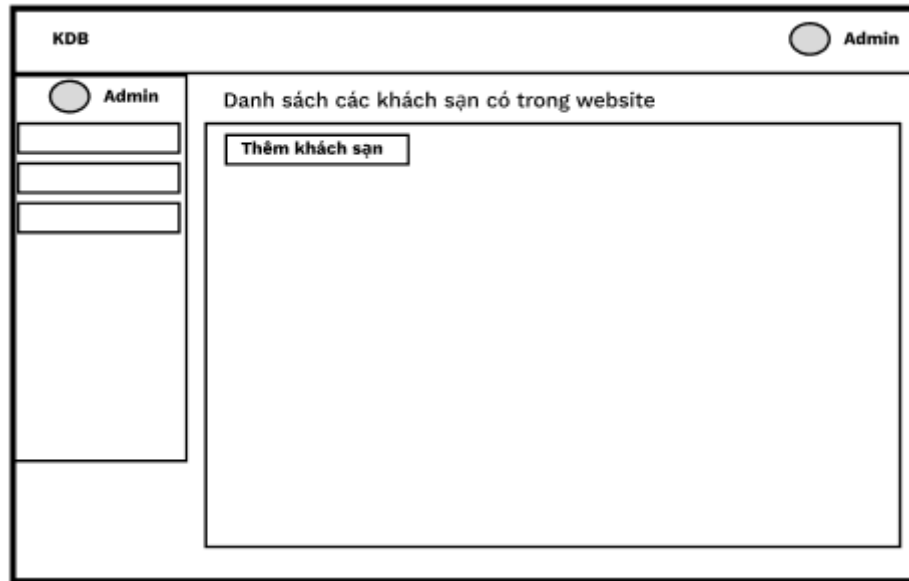 KDB
Admin
Admin
Danh sách các khách sạn có trong website
Thêm khách sạn